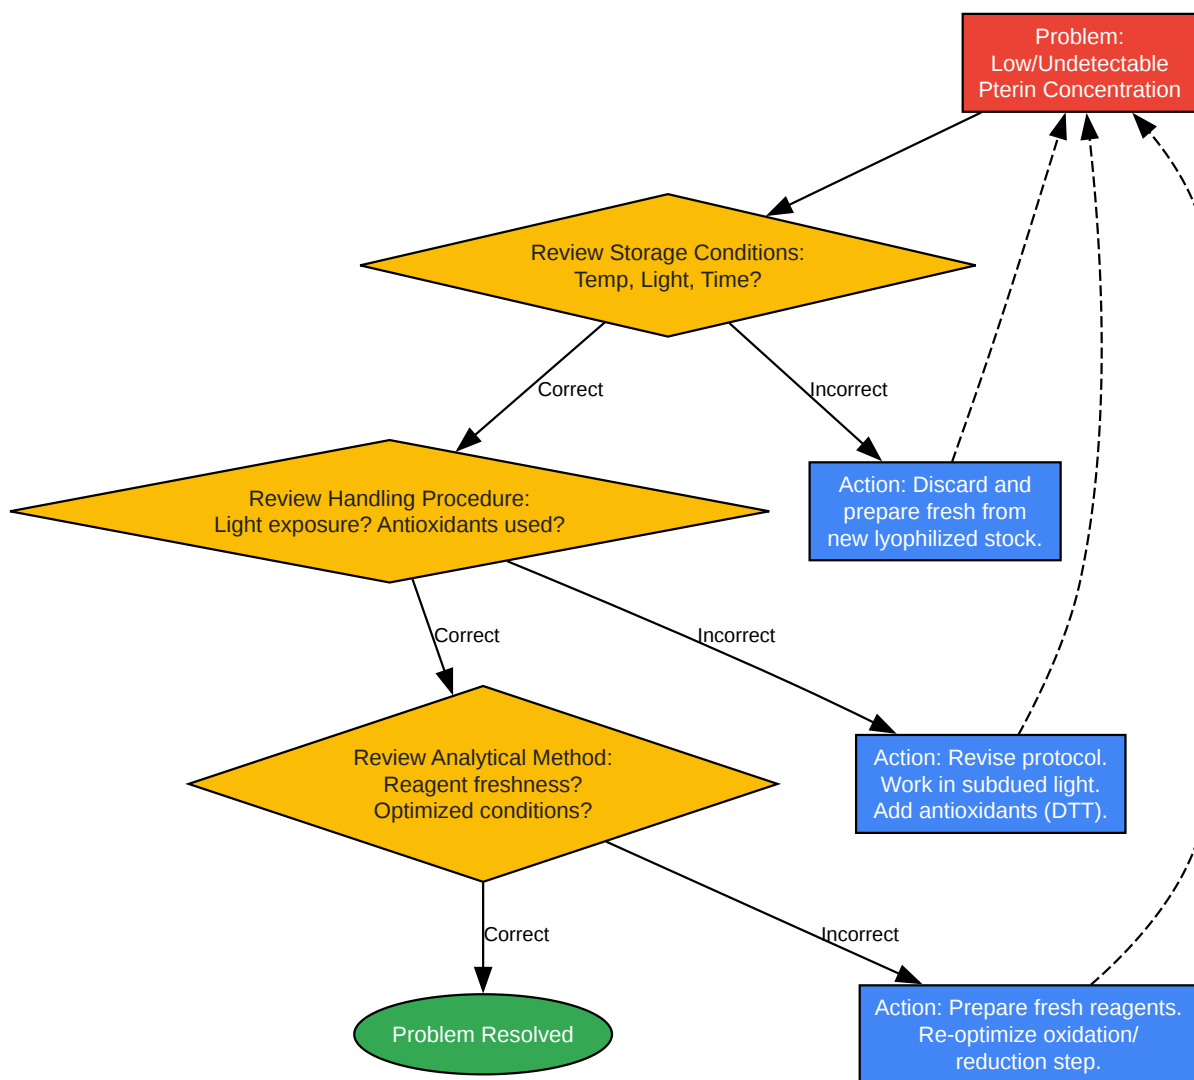 Problem:
Low/Undetectable
Pterin Concentration
Review Storage Conditions:
Temp, Light, Time?
Correct
Incorrect
Review Handling Procedure:
Light exposure? Antioxidants used?
Action: Discard and
prepare fresh from
new lyophilized stock.
Correct
Incorrect
Review Analytical Method:
Reagent freshness?
Optimized conditions?
Action: Revise protocol.
Work in subdued light.
Add antioxidants (DTT).
Correct
Incorrect
Problem Resolved
Action: Prepare fresh reagents.
Re-optimize oxidation/
reduction step.